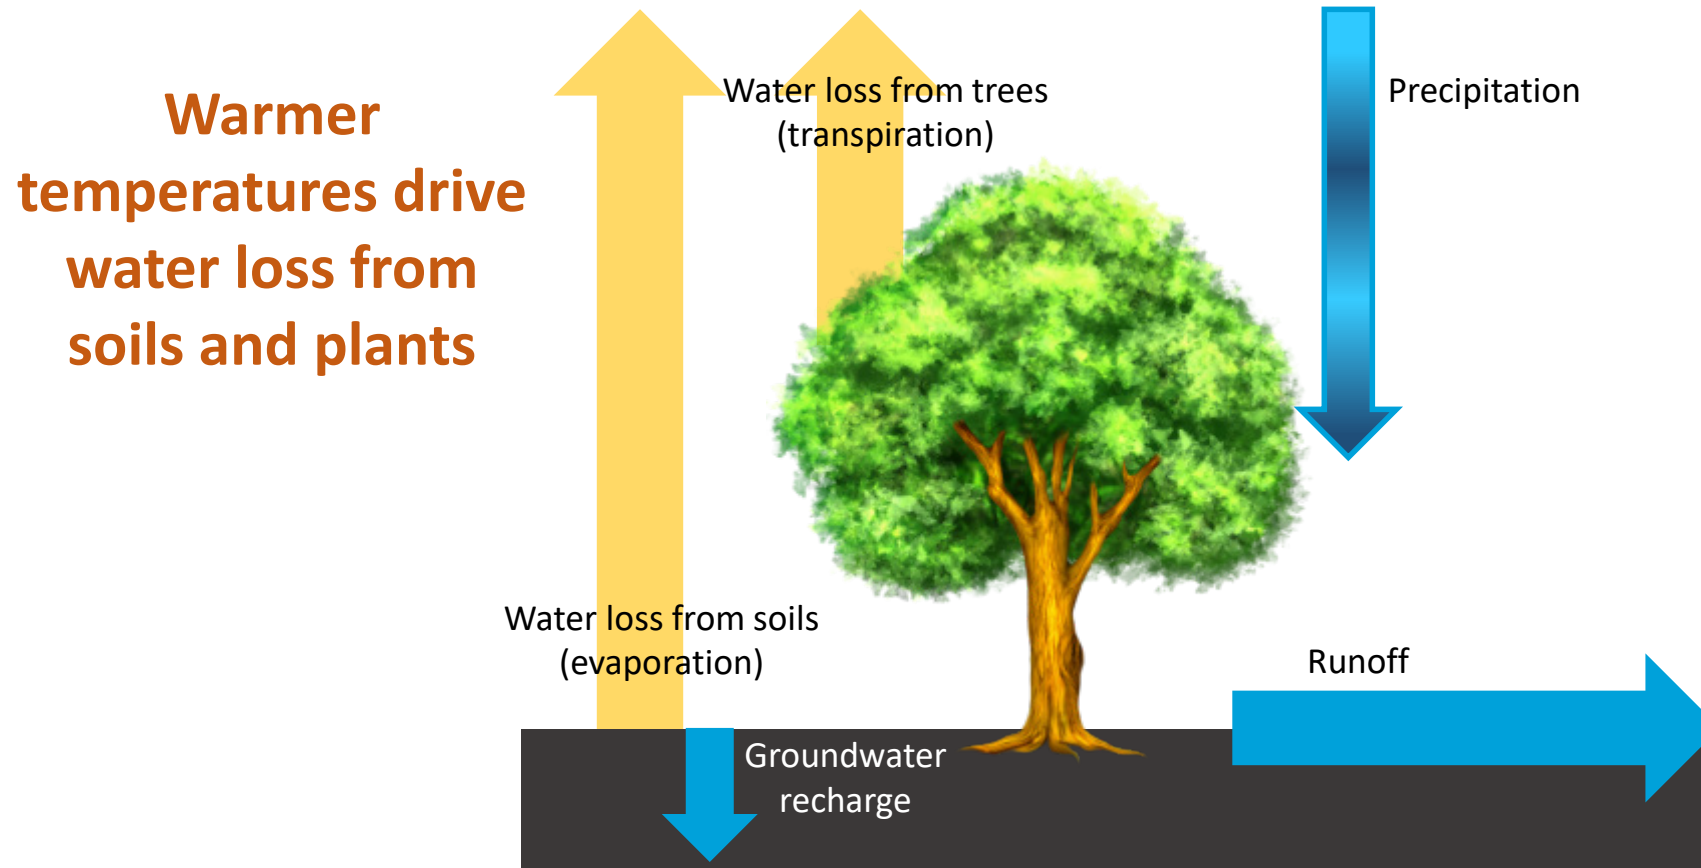 Warmer
temperatures drive
water loss from
soils and plants
Water loss from trees
(transpiration)
Precipitation
Water loss from soils
(evaporation)
Runoff
Groundwater
recharge